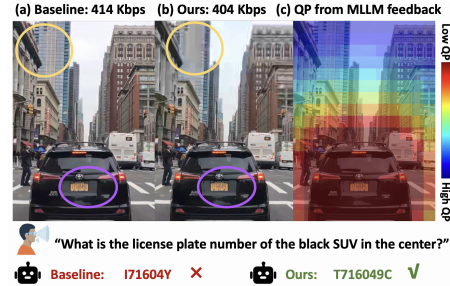 (a) Baseline: 414 Kbps (b) Ours: 404 Kbps (c) QP from MLLM feedback
Low QP
High QP
“What is the license plate number of the black SUV in the center?”
Baseline: I71604Y ✗ Ours: T716049C √